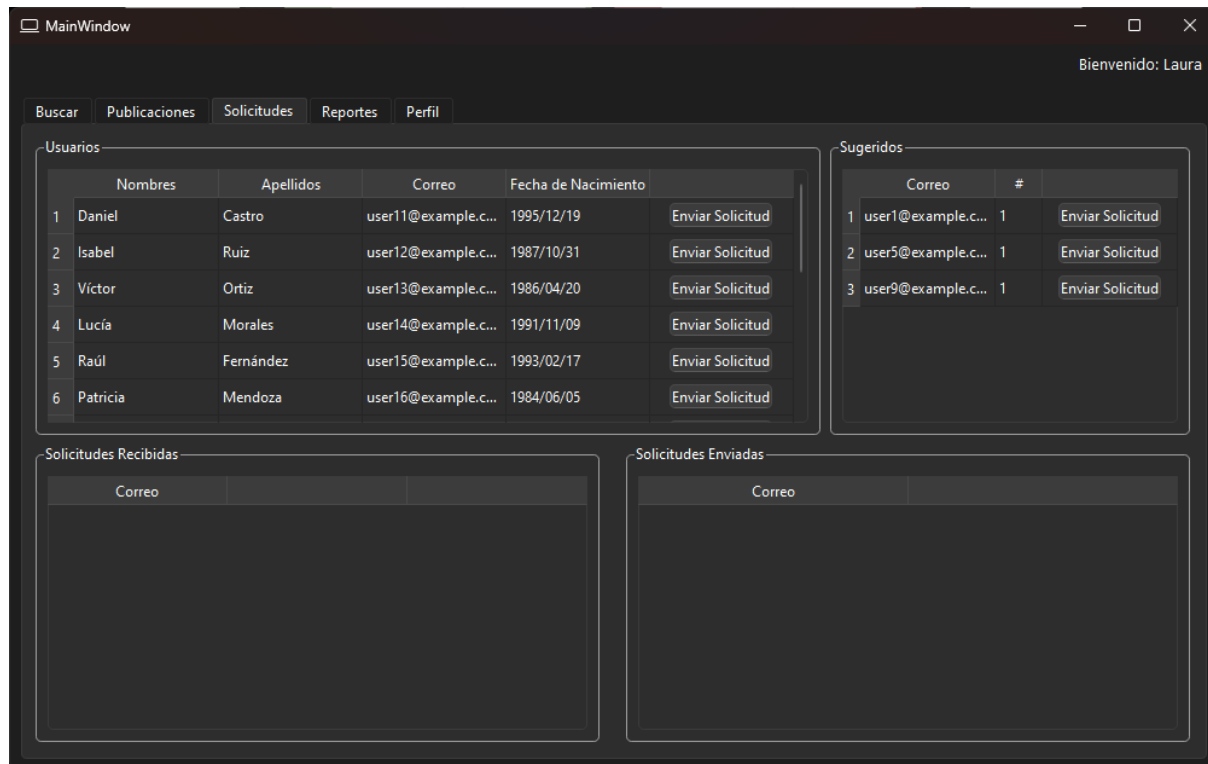 MainWindow
Bienvenido: Laura
Buscar Publicaciones Solicitudes Reportes Perfil
Usuarios
Nombres Apellidos Correo Fecha de Nacimiento
1 Daniel Castro user11@example.c... 1995/12/19 Enviar Solicitud
2 Isabel Ruiz user12@example.c... 1987/10/31 Enviar Solicitud
3 Víctor Ortiz user13@example.c... 1986/04/20 Enviar Solicitud
4 Lucía Morales user14@example.c... 1991/11/09 Enviar Solicitud
5 Raúl Fernández user15@example.c... 1993/02/17 Enviar Solicitud
6 Patricia Mendoza user16@example.c... 1984/06/05 Enviar Solicitud
Sugeridos
Correo #
1 user1@example.c... 1 Enviar Solicitud
2 user5@example.c... 1 Enviar Solicitud
3 user9@example.c... 1 Enviar Solicitud
Solicitudes Recibidas
Correo
Solicitudes Enviadas
Correo